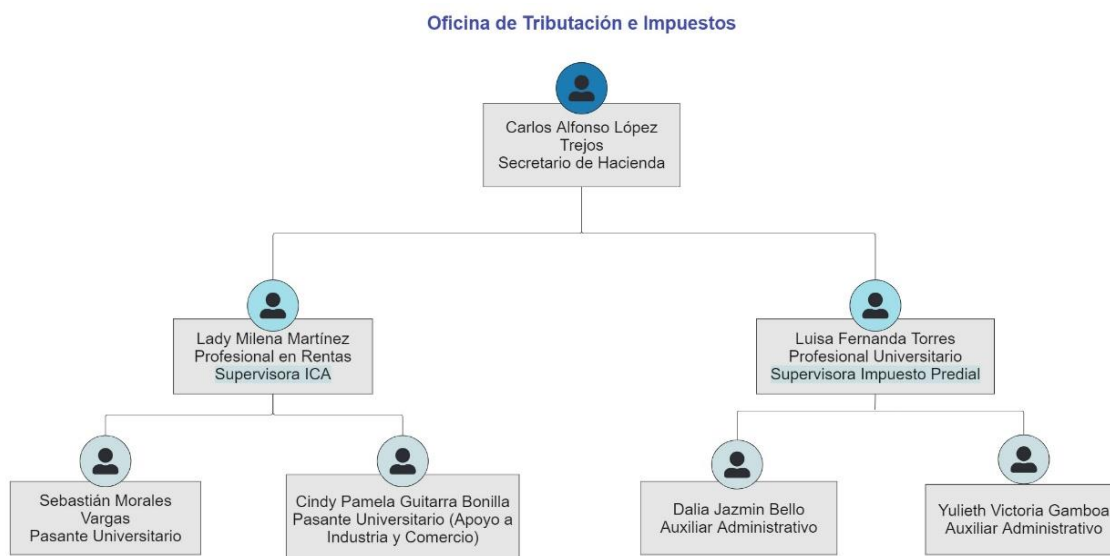 Oficina de Tributación e Impuestos
Carlos Alfonso López
Trejos
Secretario de Hacienda
Lady Milena Martínez
Profesional en Rentas
Supervisora ICA
Luisa Fernanda Torres
Profesional Universitario
Supervisora Impuesto Predial
Sebastián Morales
Vargas
Pasante Universitario
Cindy Pamela Guitarra Bonilla
Pasante Universitario (Apoyo a
Industria y Comercio)
Dalia Jazmin Bello
Auxiliar Administrativo
Yulieth Victoria Gamboa
Auxiliar Administrativo